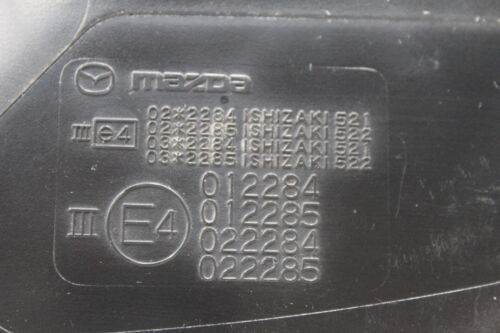 mazda
02*2284 ISHIZAKI 521
02*2285 ISHIZAKI 522
03*2284 ISHIZAKI 521
03*2285 ISHIZAKI 522
III e4
III E4
012284
012285
022284
022285